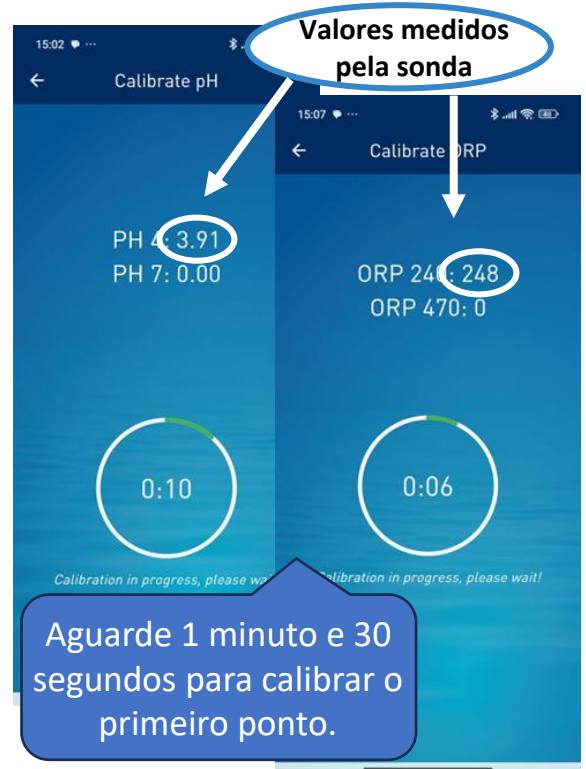 Valores medidos
pela sonda
15:02
Calibrate pH
PH 4: 3.91
PH 7: 0.00
0:10
Calibration in progress, please
15:07
Calibrate ORP
ORP 240: 248
ORP 470: 0
0:06
Calibration in progress, please wait!
Aguarde 1 minuto e 30
segundos para calibrar o
primeiro ponto.